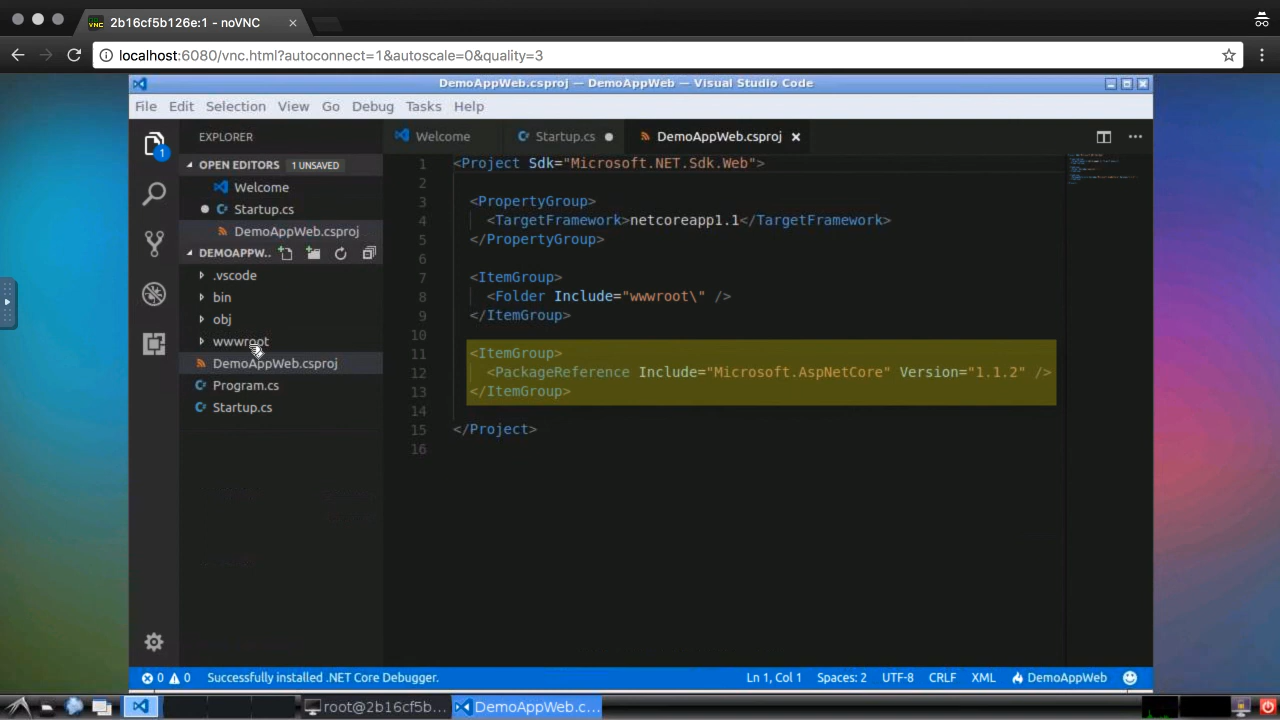 2b16cf5b126e:1 - noVNC
localhost:6080/vnc.html?autoconnect=1&autoscale=0&quality=3
DemoAppWeb.csproj — DemoAppWeb — Visual Studio Code
File Edit Selection View Go Debug Tasks Help
EXPLORER
OPEN EDITORS 1 UNSAVED
Welcome
Startup.cs
DemoAppWeb.csproj
DEMOAPPW..
.vscode
bin
obj
wwwroot
DemoAppWeb.csproj
Program.cs
Startup.cs
1
Welcome Startup.cs DemoAppWeb.csproj
1 <Project Sdk="Microsoft.NET.Sdk.Web">
2
3 <PropertyGroup>
4 <TargetFramework>netcoreapp1.1</TargetFramework>
5 </PropertyGroup>
6
7 <ItemGroup>
8 <Folder Include="wwwroot\" />
9 </ItemGroup>
10
11 <ItemGroup>
12 <PackageReference Include="Microsoft.AspNetCore" Version="1.1.2" />
13 </ItemGroup>
14
15 </Project>
16
0 0 Successfully installed .NET Core Debugger. Ln 1, Col 1 Spaces: 2 UTF-8 CRLF XML DemoAppWeb
root@2b16cf5b... DemoAppWeb.c...